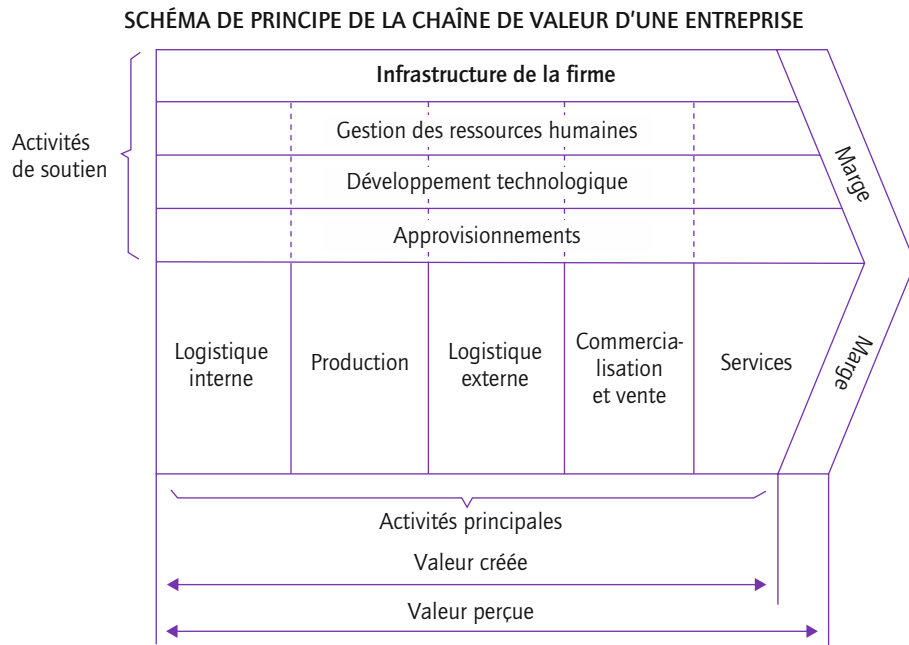 SCHÉMA DE PRINCIPE DE LA CHAÎNE DE VALEUR D'UNE ENTREPRISE
Infrastructure de la firme
Gestion des ressources humaines
Activités
de soutien
Développement technologique
Approvisionnements
Marge
Logistique
interne
Production
Logistique
externe
Commercia-
lisation
et vente
Services
Marge
Activités principales
Valeur créée
Valeur perçue